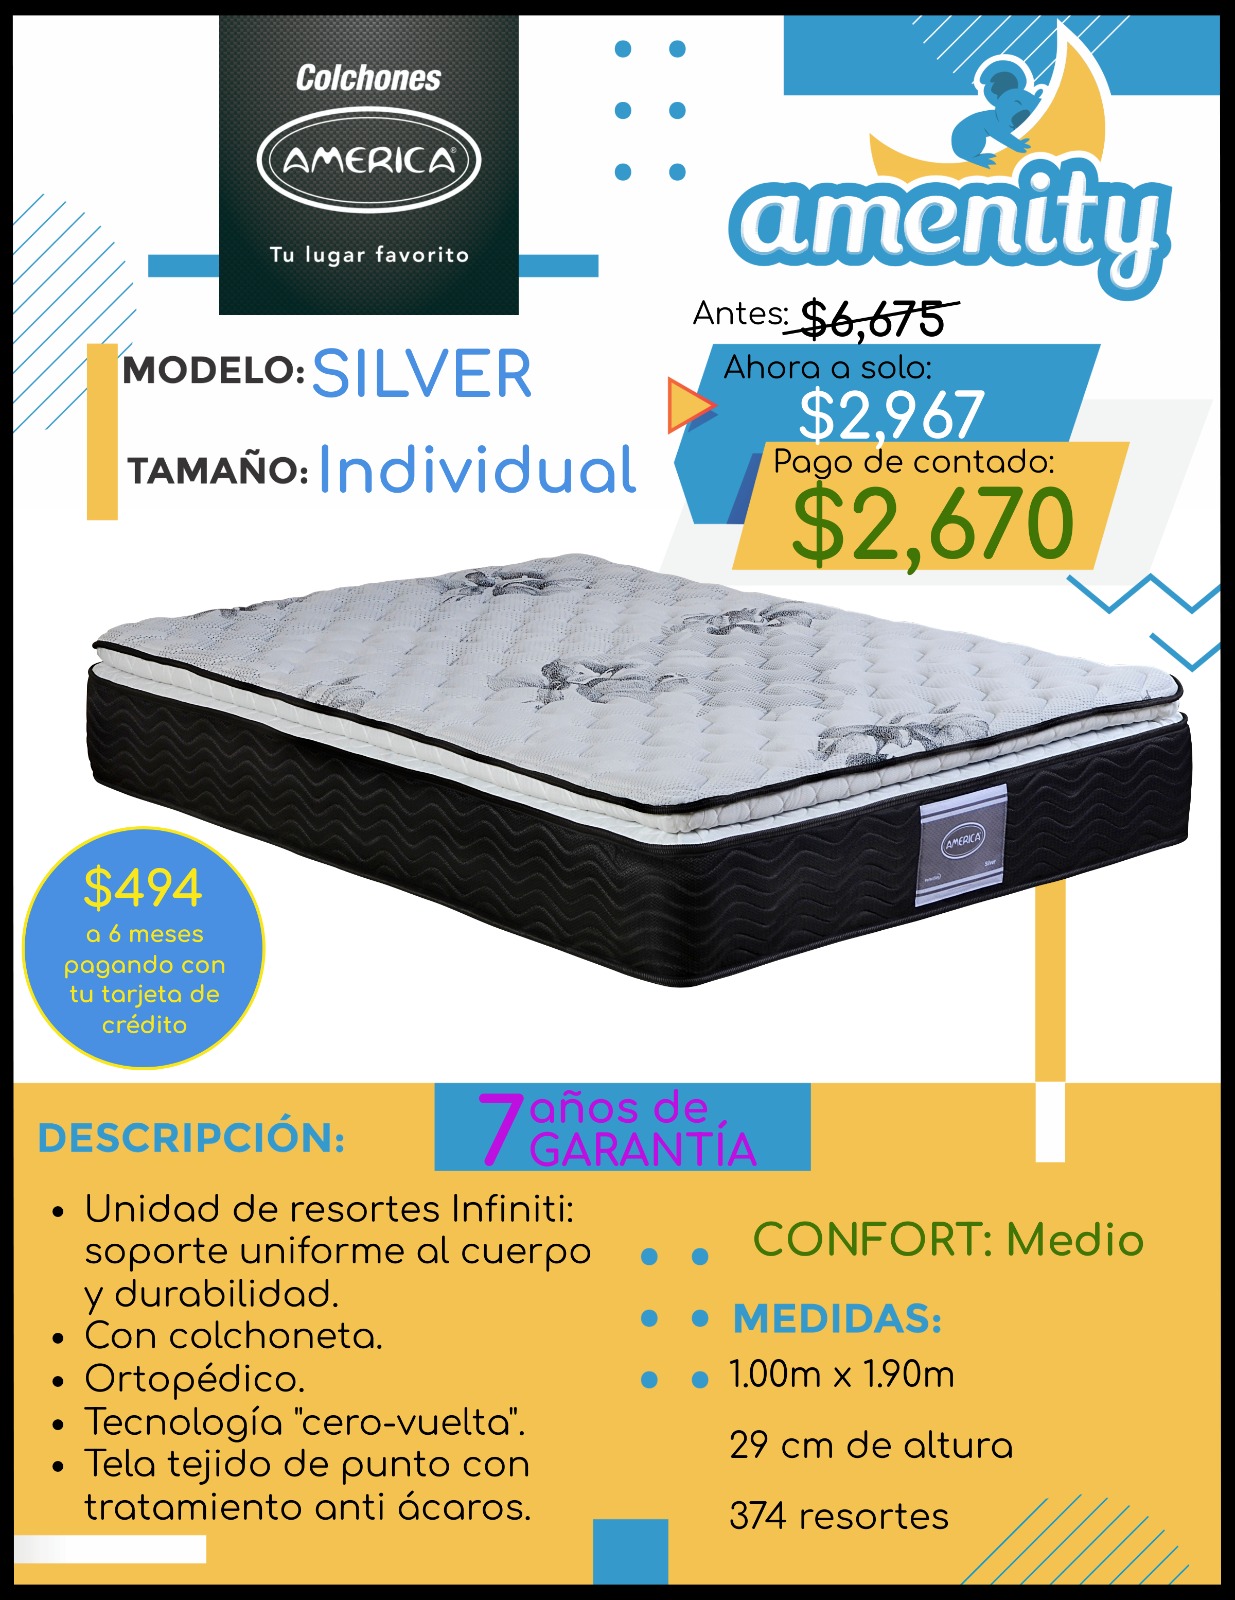 Colchones
AMERICA®
Tu lugar favorito
amenity
Antes: $6,675
Ahora a solo:
$2,967
Pago de contado:
$2,670
MODELO: SILVER
TAMAÑO: Individual
AMERICA
Silver
$494
a 6 meses
pagando con
tu tarjeta de
crédito
7 años de
GARANTÍA
DESCRIPCIÓN:
• Unidad de resortes Infiniti:
soporte uniforme al cuerpo
y durabilidad.
• Con colchoneta.
• Ortopédico.
• Tecnología "cero-vuelta".
• Tela tejido de punto con
tratamiento anti ácaros.
CONFORT: Medio
MEDIDAS:
1.00m x 1.90m
29 cm de altura
374 resortes